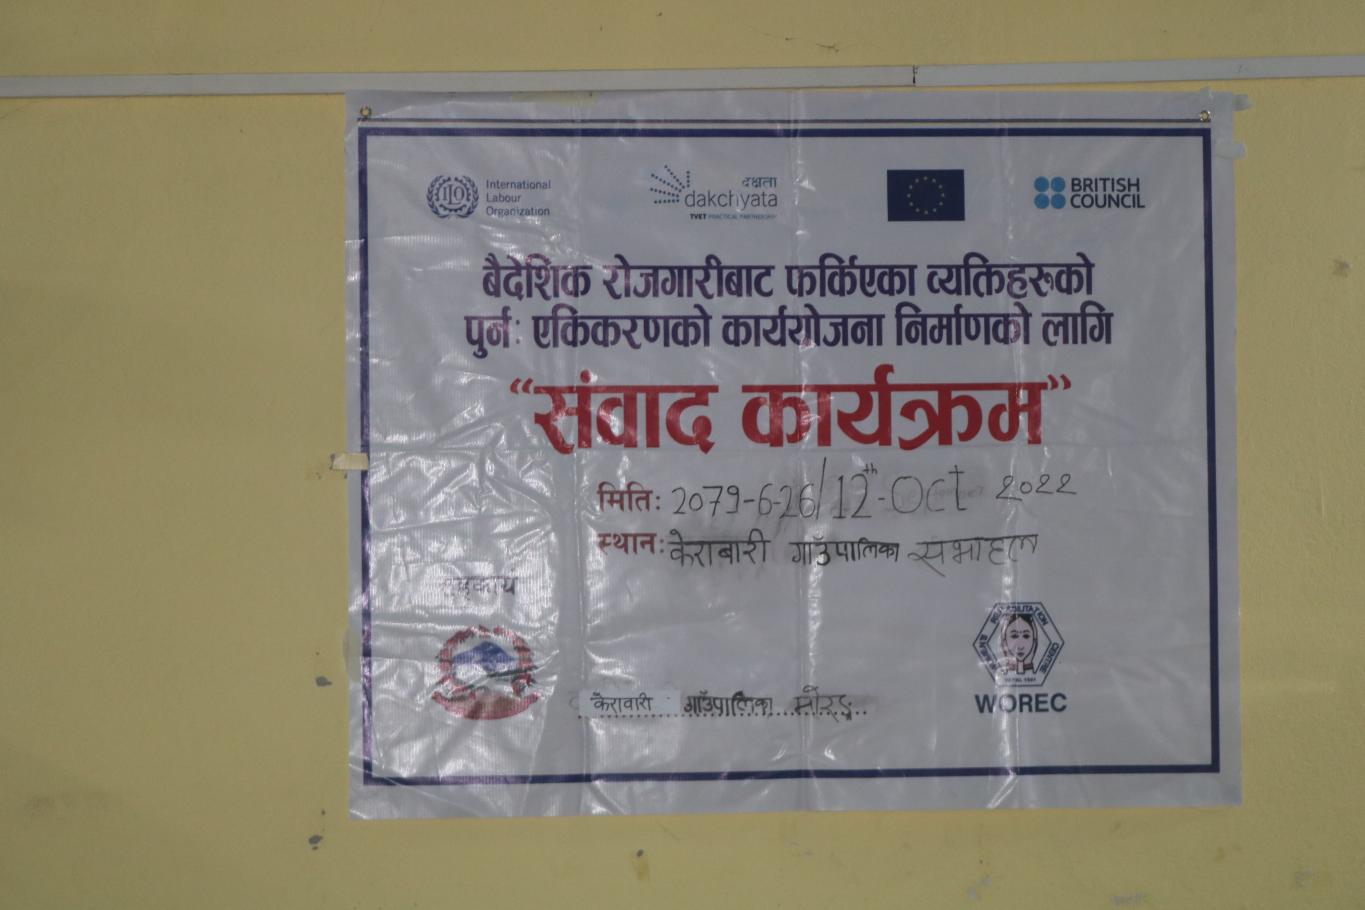 International
Labour
Organization
दक्षता
dakchyata
TVET PRACTICAL PARTNERSHIP
BRITISH
COUNCIL
बैदेशिक रोजगारीबाट फर्किएका व्यक्तिहरुको
पुर्नः एकिकरणको कार्ययोजना निर्माणको लागि
“संवाद कार्यक्रम”
मितिः 2079-6-26/12th-Oct 2022
स्थानः केराबारी गाउँपालिका सभाहल
सहकार्य
केरावारी गाउँपालिका मोरङ
WOREC